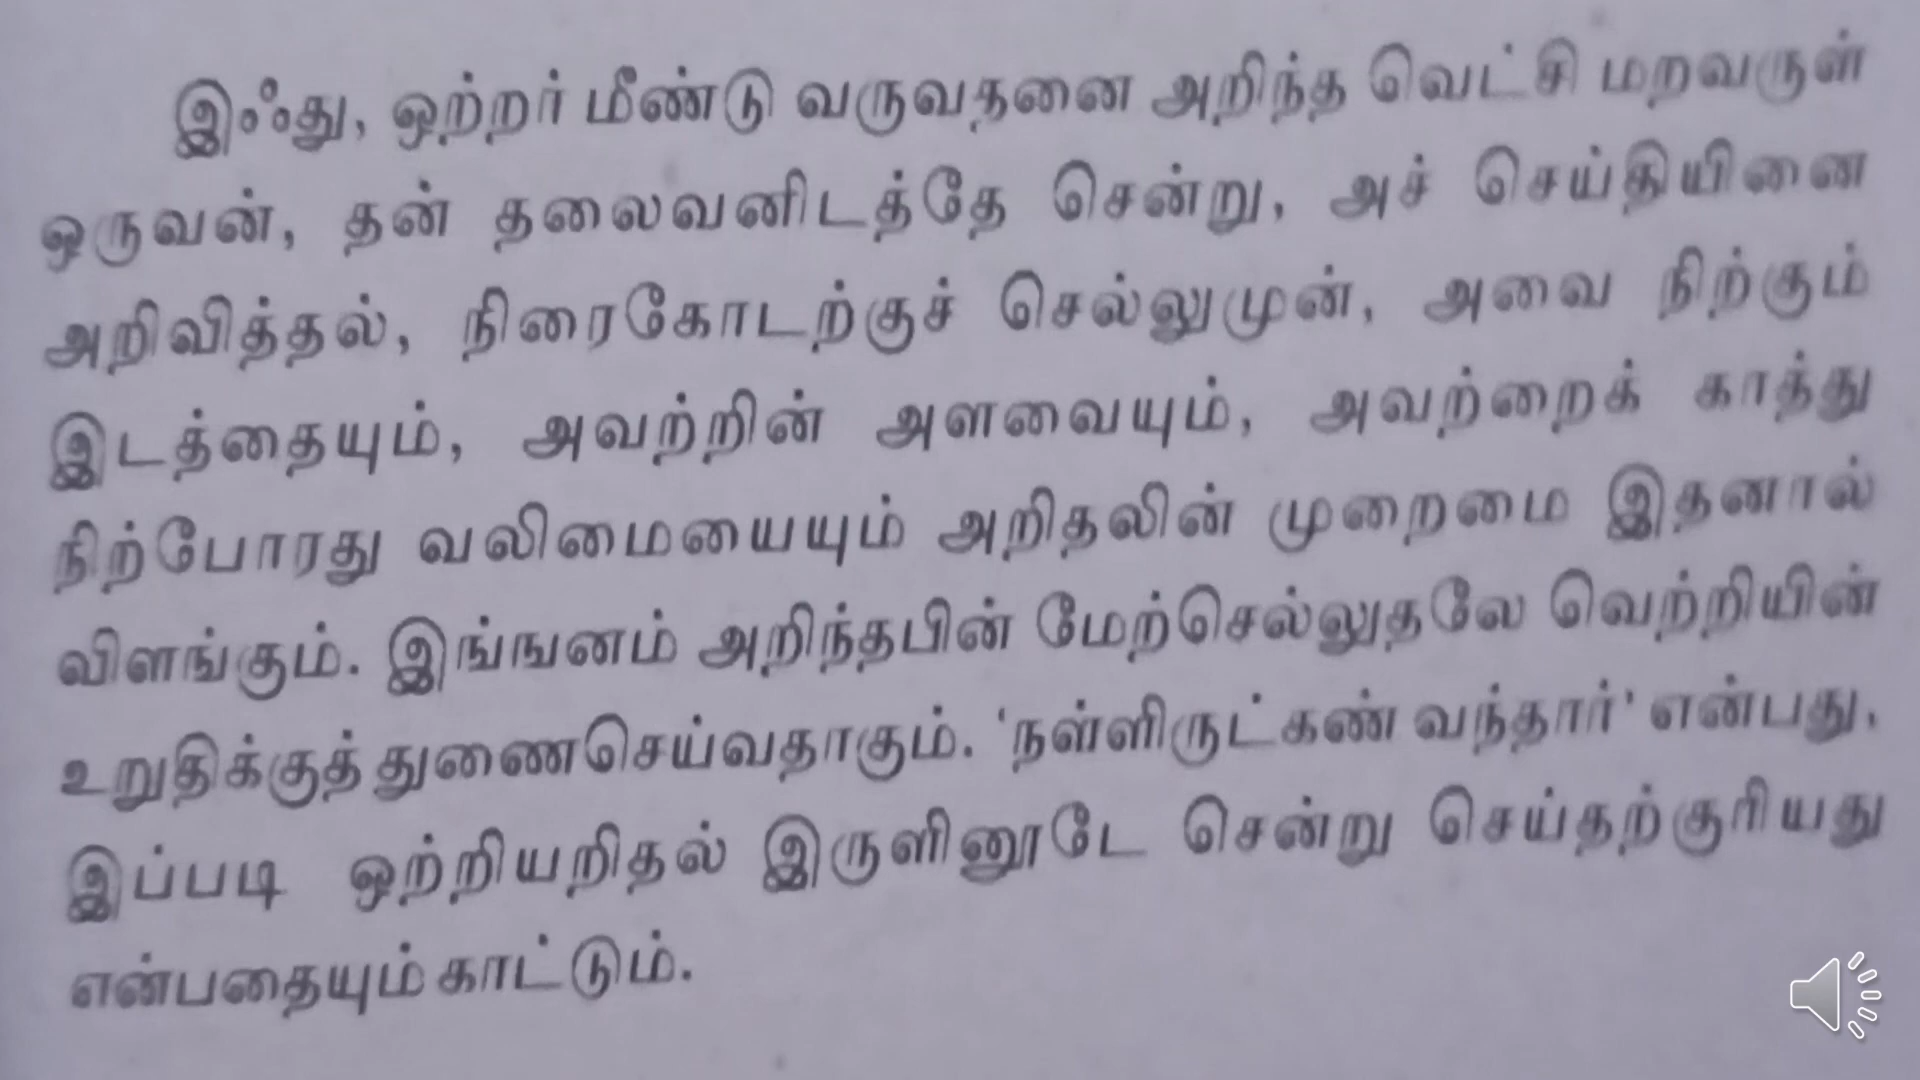 இஃது, ஒற்றர் மீண்டு வருவதனை அறிந்த வெட்சி மறவருள்
ஒருவன், தன் தலைவனிடத்தே சென்று, அச் செய்தியினை
அறிவித்தல், நிரைகோடற்குச் செல்லுமுன், அவை நிற்கும்
இடத்தையும், அவற்றின் அளவையும், அவற்றைக் காத்து
நிற்போரது வலிமையையும் அறிதலின் முறைமை இதனால்
விளங்கும். இங்ஙனம் அறிந்தபின் மேற்செல்லுதலே வெற்றியின்
உறுதிக்குத் துணைசெய்வதாகும். ‘நள்ளிருட்கண் வந்தார்’ என்பது,
இப்படி ஒற்றியறிதல் இருளினூடே சென்று செய்தற்குரியது
என்பதையும் காட்டும்.